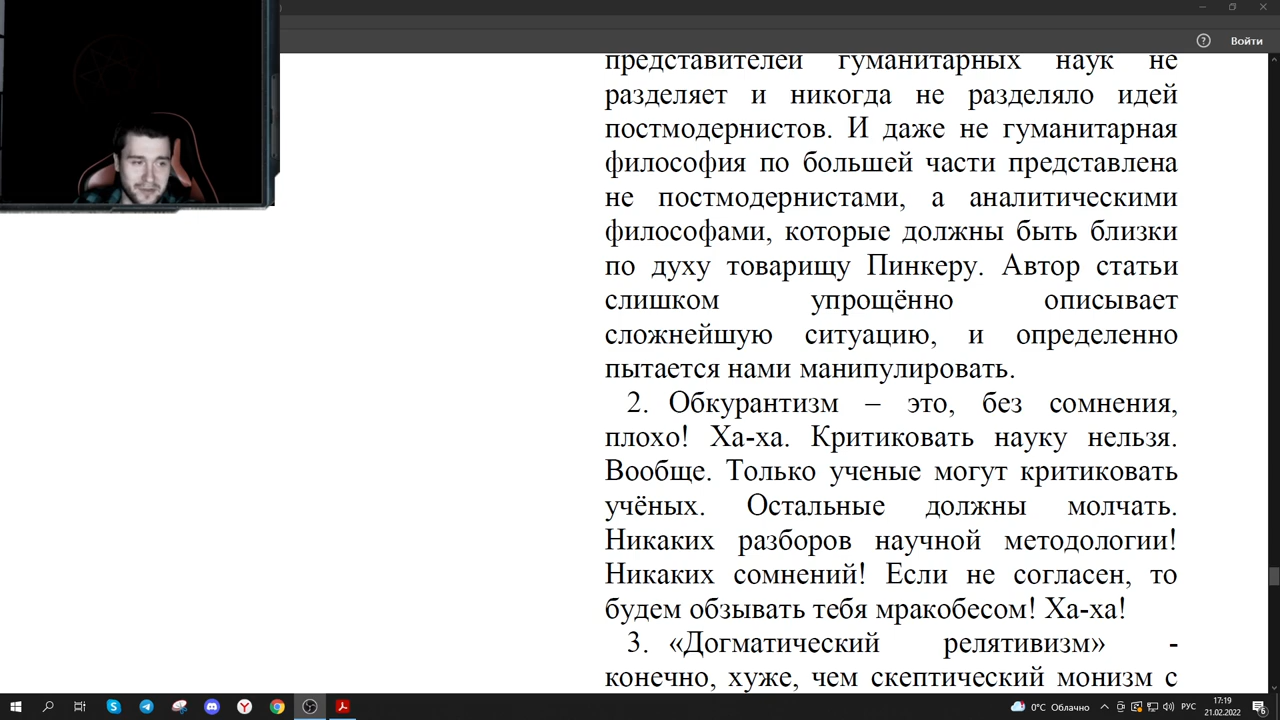 Войти
представителей гуманитарных наук не
разделяет и никогда не разделяло идей
постмодернистов. И даже не гуманитарная
философия по большей части представлена
не постмодернистами, а аналитическими
философами, которые должны быть близки
по духу товарищу Пинкеру. Автор статьи
слишком упрощённо описывает
сложнейшую ситуацию, и определенно
пытается нами манипулировать.
2. Обкурантизм – это, без сомнения,
плохо! Ха-ха. Критиковать науку нельзя.
Вообще. Только ученые могут критиковать
учёных. Остальные должны молчать.
Никаких разборов научной методологии!
Никаких сомнений! Если не согласен, то
будем обзывать тебя мракобесом! Ха-ха!
3. «Догматический релятивизм» -
конечно, хуже, чем скептический монизм с
0°C Облачно РУС 17:19
21.02.2022 6